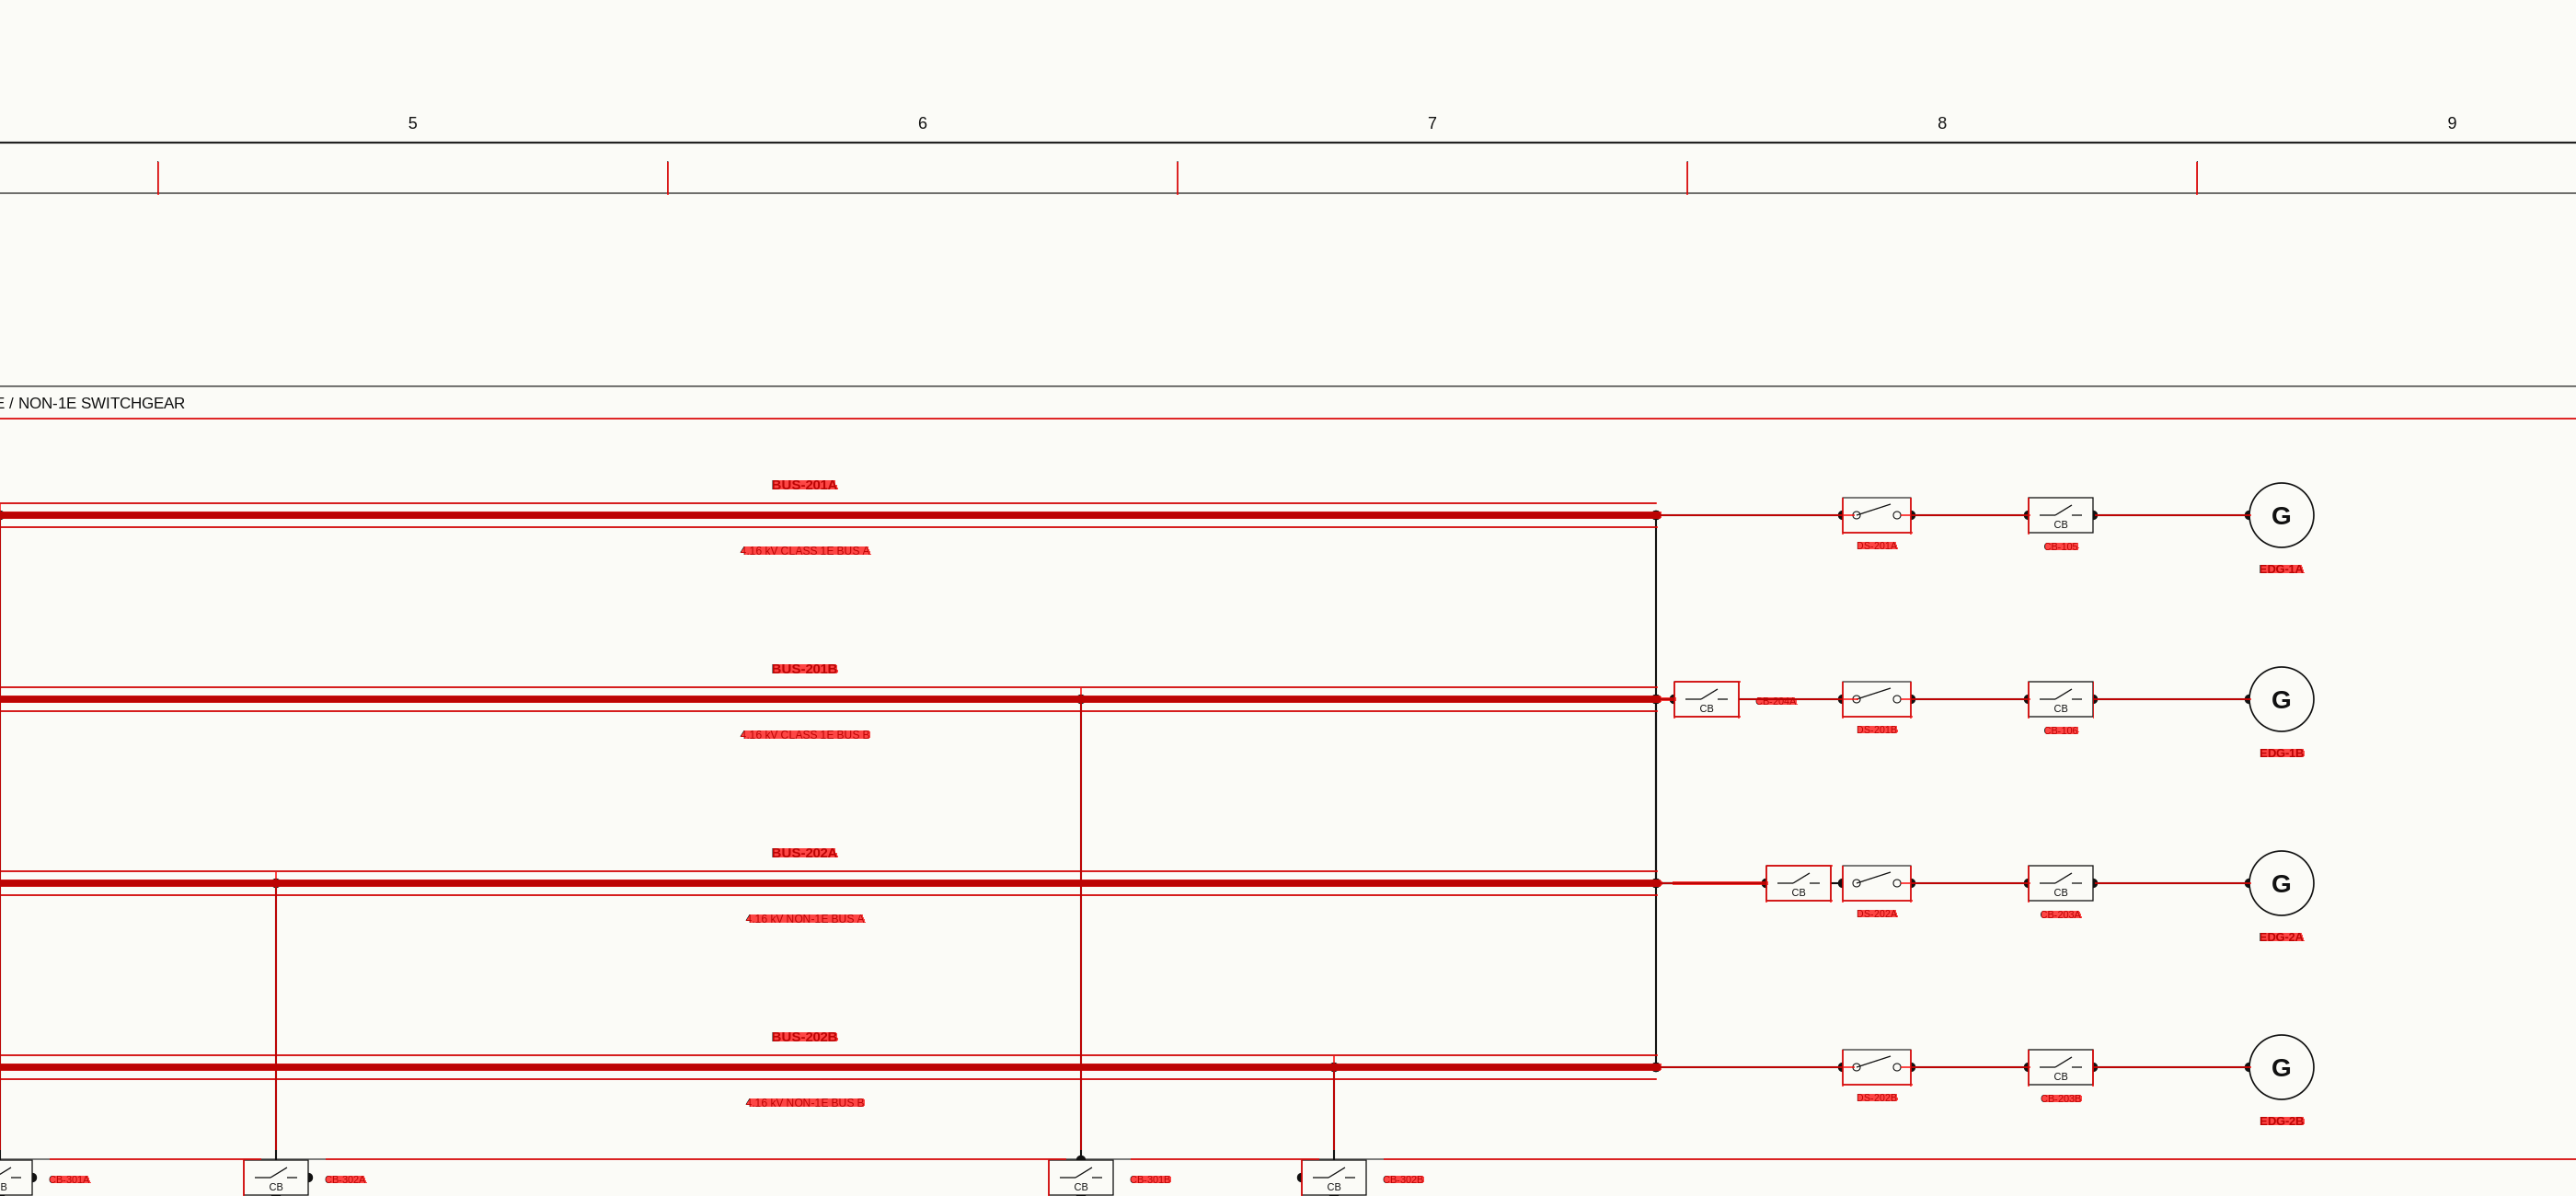 5 6 7 8 9
E / NON-1E SWITCHGEAR
BUS-201A
4.16 kV CLASS 1E BUS A
CB
DS-201A
CB-105
G
EDG-1A
BUS-201B
4.16 kV CLASS 1E BUS B
CB
CB-204A
DS-201B
CB
CB-106
G
EDG-1B
BUS-202A
4.16 kV NON-1E BUS A
CB
DS-202A
CB
CB-203A
G
EDG-2A
BUS-202B
4.16 kV NON-1E BUS B
DS-202B
CB
CB-203B
G
EDG-2B
B
CB-301A
CB
CB-302A
CB
CB-301B
CB
CB-302B